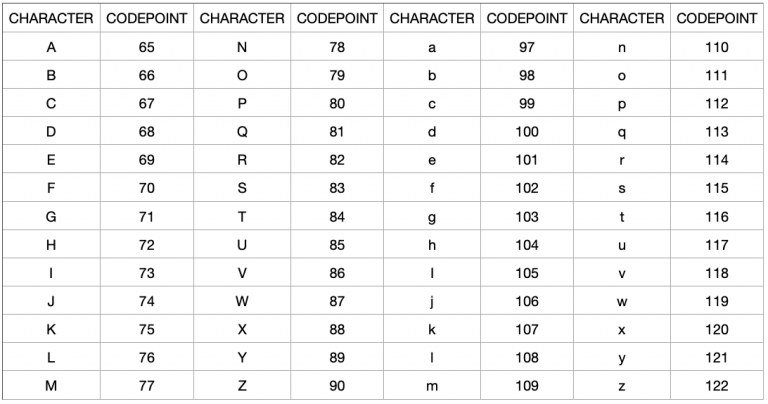 CHARACTER CODEPOINT CHARACTER CODEPOINT CHARACTER CODEPOINT CHARACTER CODEPOINT
A 65 N 78 a 97 n 110
B 66 O 79 b 98 o 111
C 67 P 80 c 99 p 112
D 68 Q 81 d 100 q 113
E 69 R 82 e 101 r 114
F 70 S 83 f 102 s 115
G 71 T 84 g 103 t 116
H 72 U 85 h 104 u 117
I 73 V 86 I 105 v 118
J 74 W 87 j 106 w 119
K 75 X 88 k 107 x 120
L 76 Y 89 l 108 y 121
M 77 Z 90 m 109 z 122